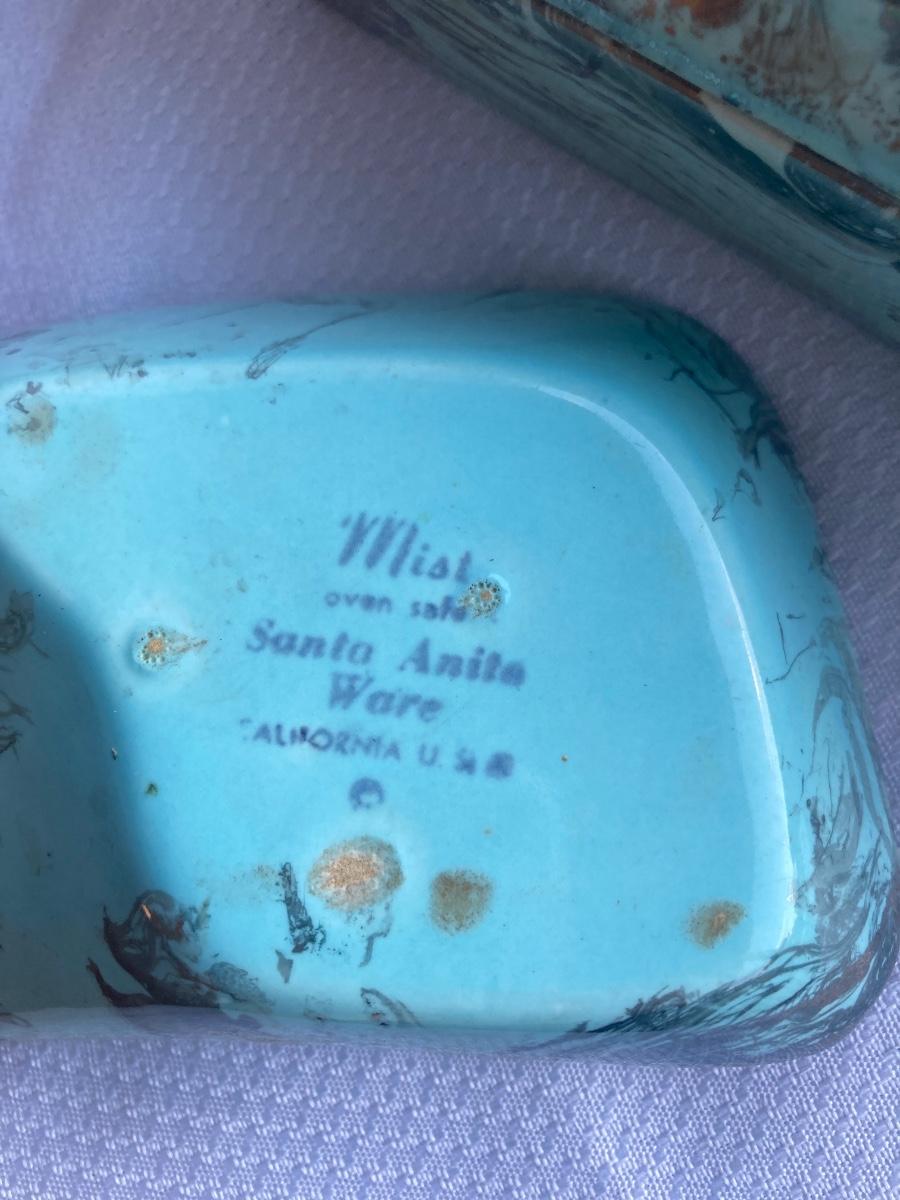 Mist
oven safe
Santa Anita
Ware
CALIFORNIA U.S.A.